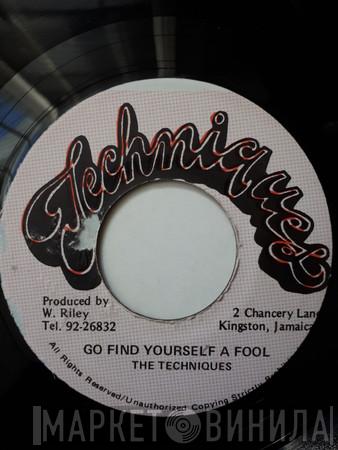 Techniques
Produced by
W. Riley
Tel. 92-26832
2 Chancery Lane
Kingston, Jamaica
GO FIND YOURSELF A FOOL
THE TECHNIQUES
All Rights Reserved/Unauthorized Copying Strictly
МАРКЕТ ВИНИЛА